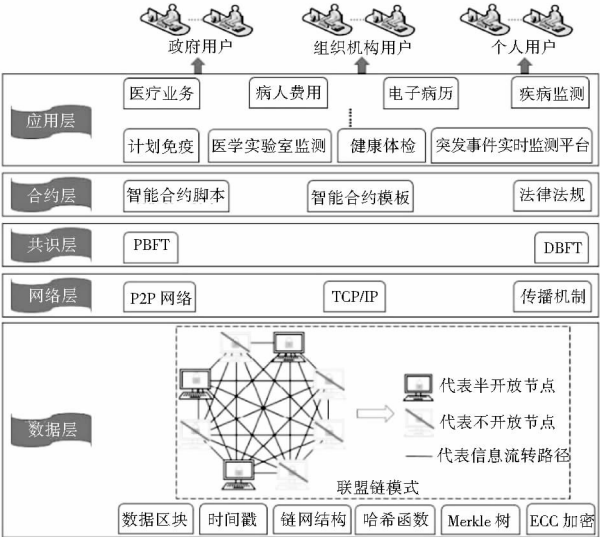 政府用户 组织机构用户 个人用户
应用层
医疗业务 病人费用 电子病历 疾病监测
计划免疫 医学实验室监测 健康体检 突发事件实时监测平台
合约层 智能合约脚本 智能合约模板 法律法规
共识层 PBFT DBFT
网络层 P2P 网络 TCP/IP 传播机制
数据层
代表半开放节点
代表不开放节点
代表信息流转路径
联盟链模式
数据区块 时间戳 链网结构 哈希函数 Merkle 树 ECC 加密